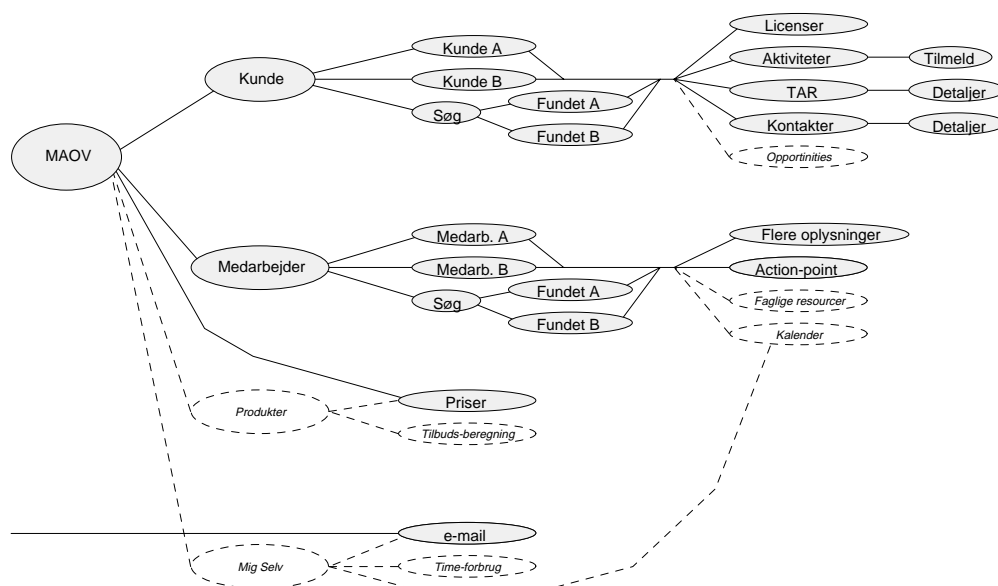 Licenser
Kunde A
Aktiviteter
Tilmeld
Kunde
Kunde B
TAR
Detaljer
Søg
Fundet A
Kontakter
Detaljer
Fundet B
MAOV
Opportinities
Medarb. A
Flere oplysninger
Medarbejder
Medarb. B
Action-point
Søg
Fundet A
Faglige resourcer
Fundet B
Kalender
Produkter
Priser
Tilbuds-beregning
e-mail
Mig Selv
Time-forbrug